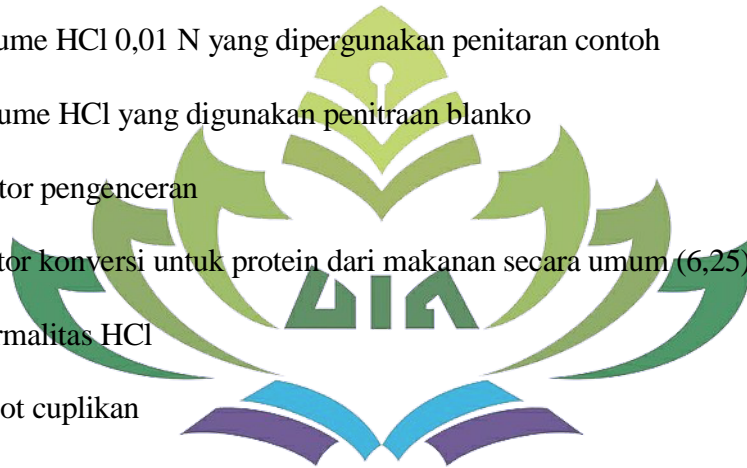 ume HCl 0,01 N yang dipergunakan penitaran contoh
ume HCl yang digunakan penitraan blanko
tor pengenceran
tor konversi untuk protein dari makanan secara umum (6,25)
rmalitas HCl
ot cuplikan